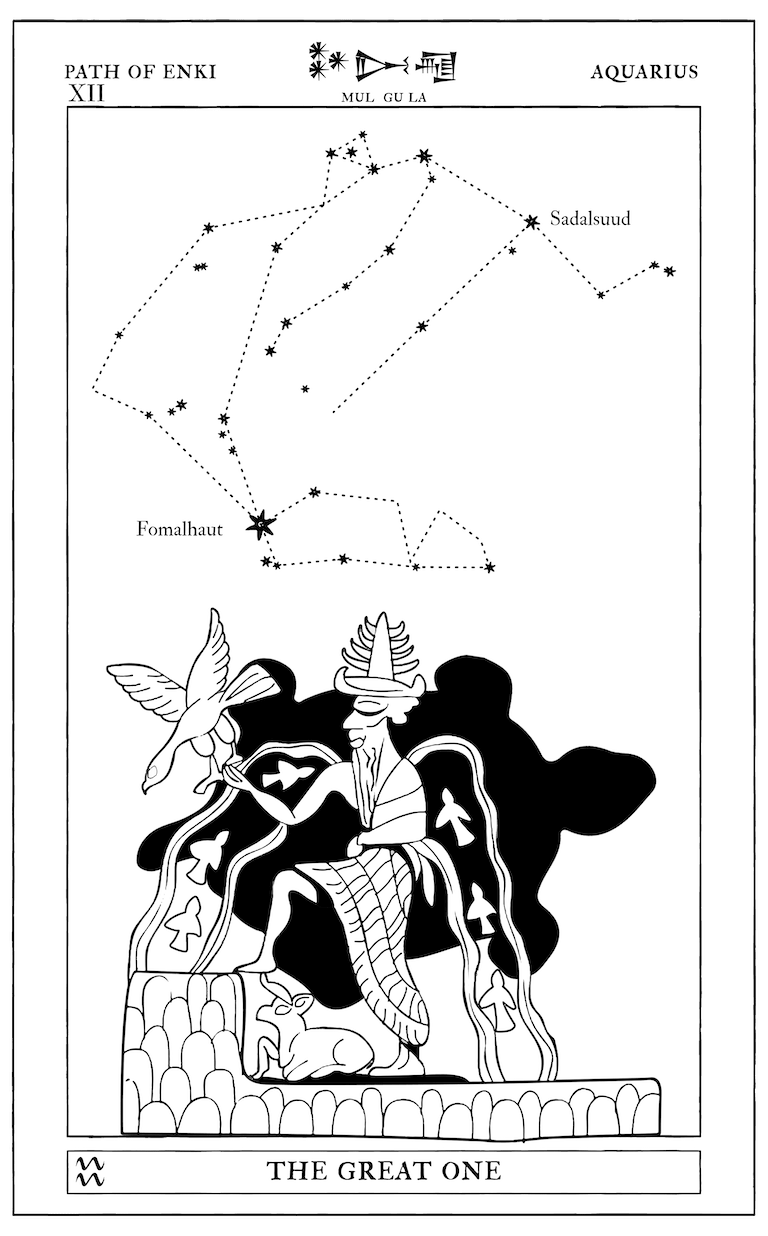 PATH OF ENKI
XII
𒀯 𒄖 𒆷
MUL GU LA
AQUARIUS
Sadalsuud
Fomalhaut
♒
THE GREAT ONE